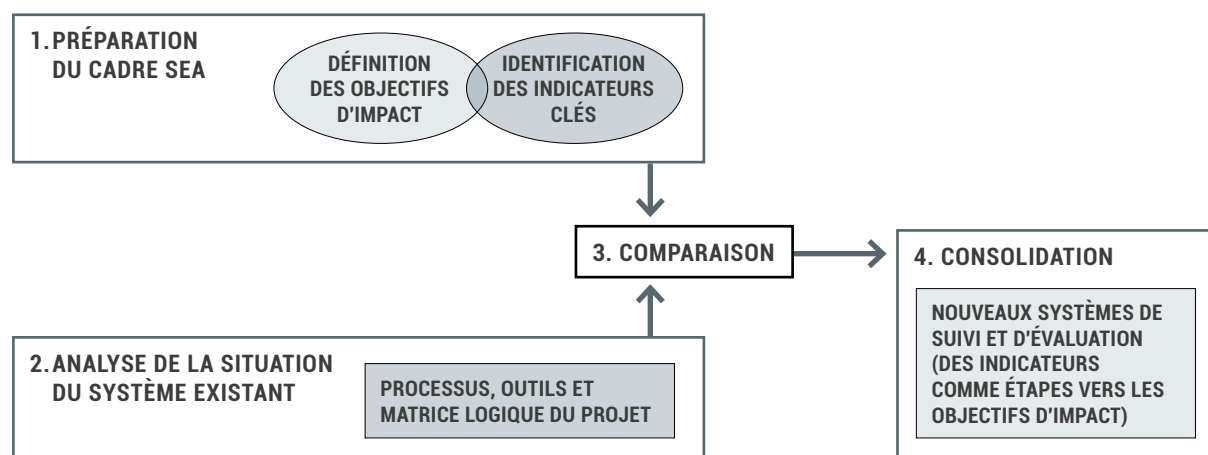 1. PRÉPARATION
DU CADRE SEA
DÉFINITION
DES OBJECTIFS
D'IMPACT
IDENTIFICATION
DES INDICATEURS
CLÉS
2. ANALYSE DE LA SITUATION
DU SYSTÈME EXISTANT
PROCESSUS, OUTILS ET
MATRICE LOGIQUE DU PROJET
3. COMPARAISON
4. CONSOLIDATION
NOUVEAUX SYSTÈMES DE
SUIVI ET D'ÉVALUATION
(DES INDICATEURS
COMME ÉTAPES VERS LES
OBJECTIFS D'IMPACT)